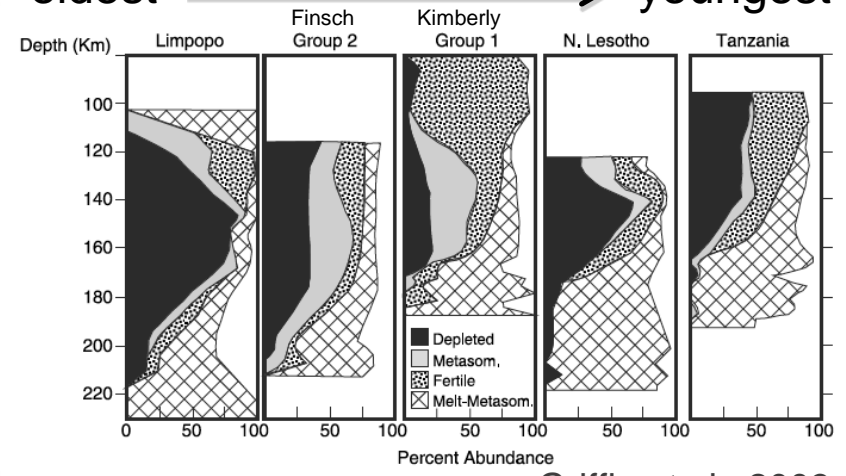 oldest youngest
Finsch Kimberly
Depth (Km) Limpopo Group 2 Group 1 N. Lesotho Tanzania
100
120
140
160
180
200
220
Depleted
Metasom.
Fertile
Melt-Metasom.
0 50 100 50 100 50 100 50 100 50 100
Percent Abundance